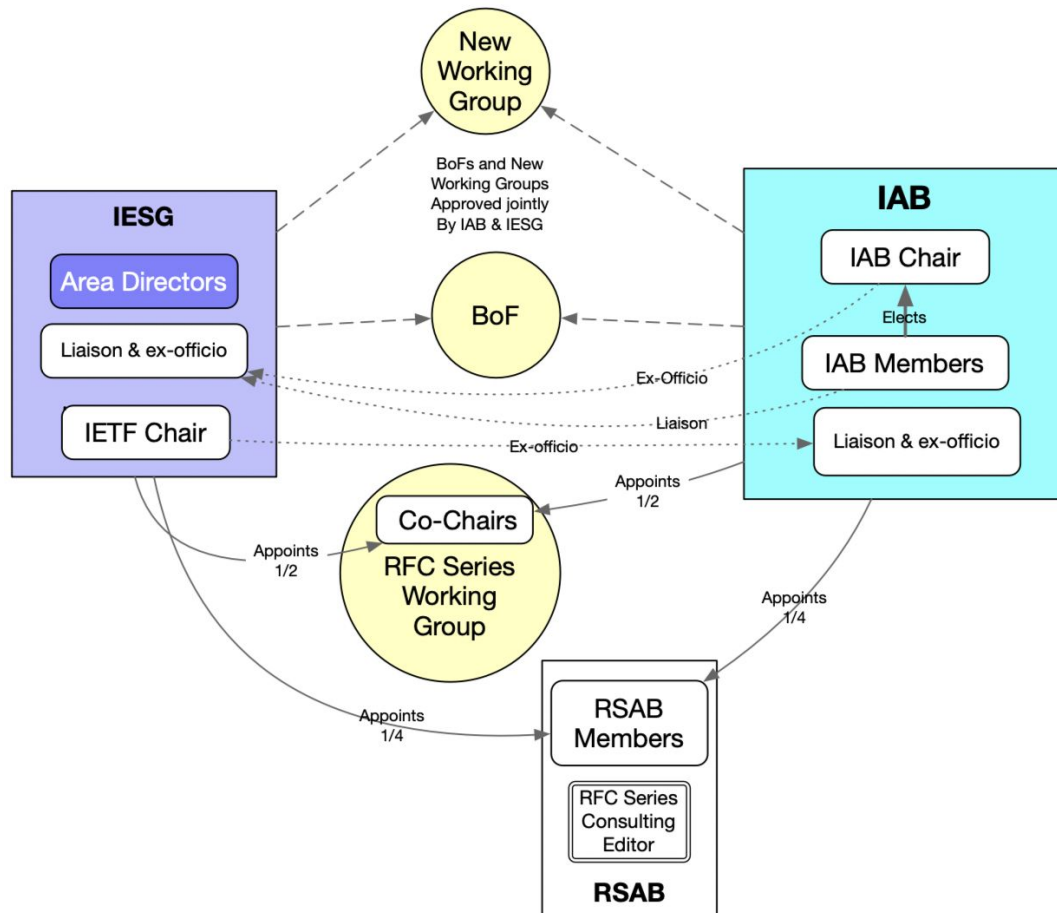 New
Working
Group
BoFs and New
Working Groups
Approved jointly
By IAB & IESG
IESG
Area Directors
Liaison & ex-officio
IETF Chair
BoF
IAB
IAB Chair
Elects
IAB Members
Liaison & ex-officio
Ex-Officio
Liaison
Ex-officio
Appoints
1/2
Co-Chairs
Appoints
1/2
RFC Series
Working
Group
Appoints
1/4
Appoints
1/4
RSAB
Members
RFC Series
Consulting
Editor
RSAB